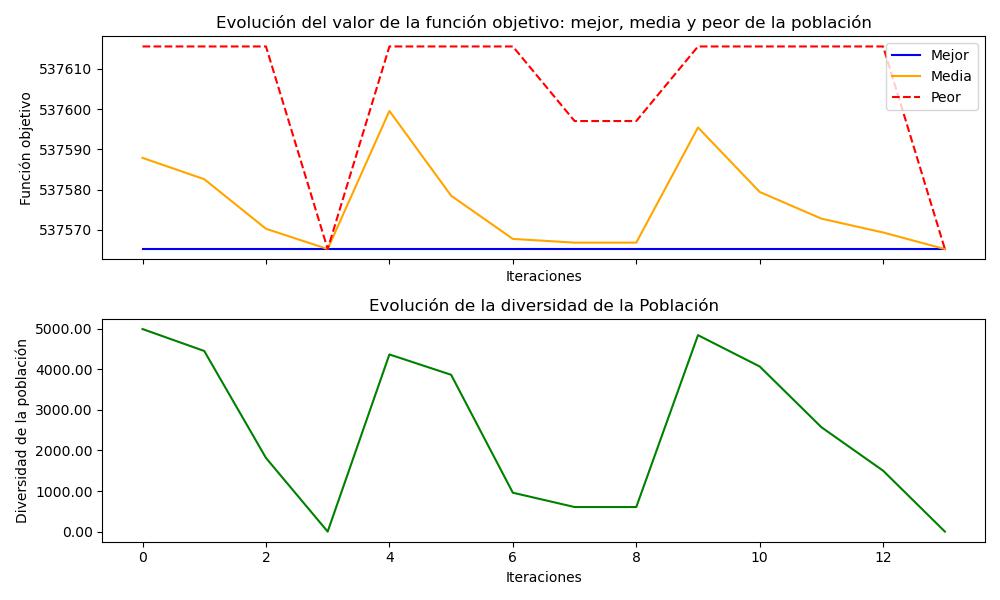 Evolución del valor de la función objetivo: mejor, media y peor de la población
Función objetivo
537610
537600
537590
537580
537570
Mejor
Media
Peor
Iteraciones
Evolución de la diversidad de la Población
Diversidad de la población
5000.00
4000.00
3000.00
2000.00
1000.00
0.00
0 2 4 6 8 10 12
Iteraciones